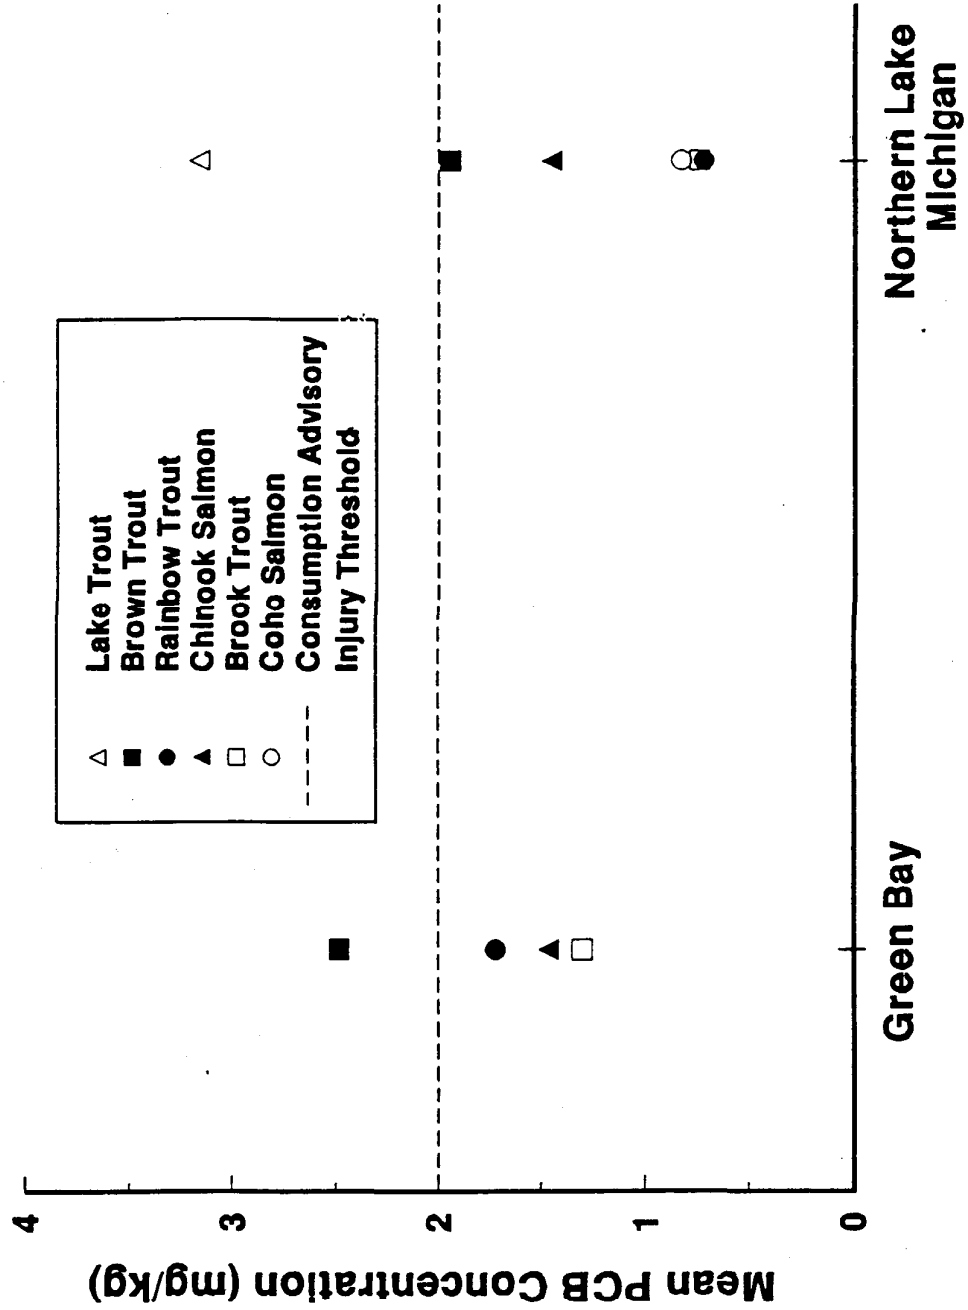 Mean PCB Concentration (mg/kg)
4
3
2
1
0
Lake Trout
Brown Trout
Rainbow Trout
Chinook Salmon
Brook Trout
Coho Salmon
Consumption Advisory
Injury Threshold
Green Bay
Northern Lake
Michigan